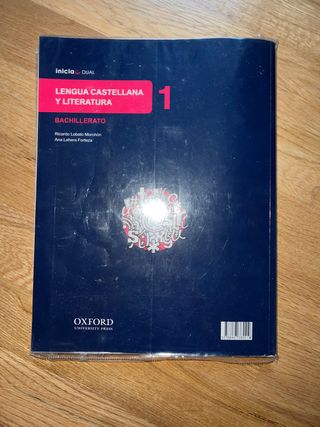 inicia DUAL
LENGUA CASTELLANA
Y LITERATURA
1
BACHILLERATO
Ricardo Lobato Morchón
Ana Lahera Forteza
OXFORD
UNIVERSITY PRESS